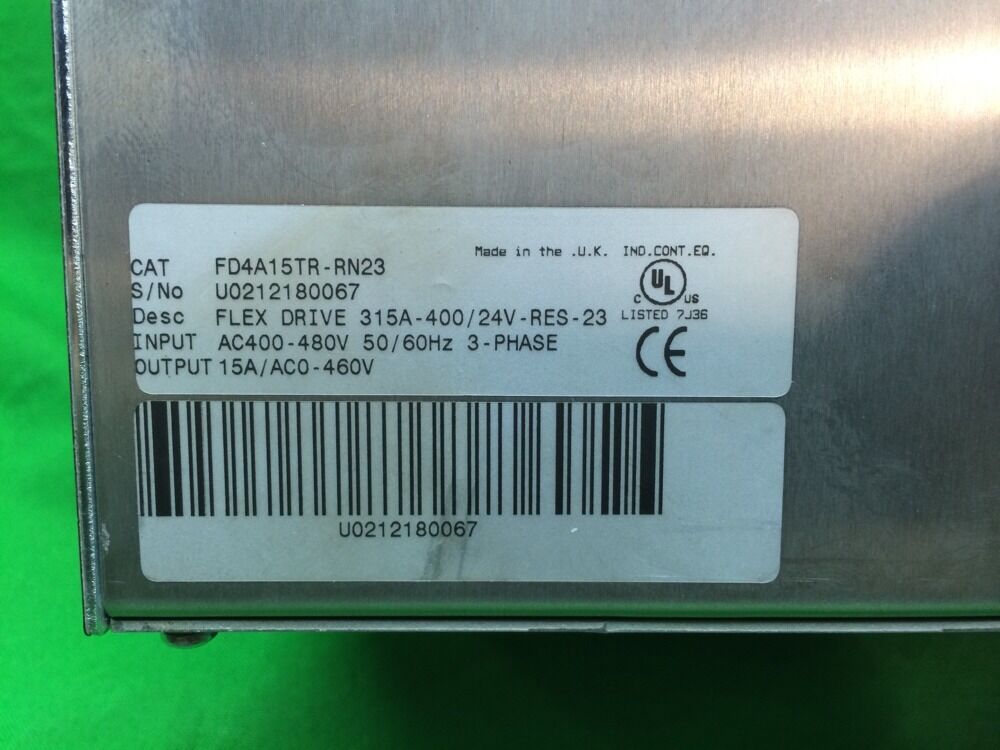 Made in the .U.K. IND.CONT.EQ.
CAT FD4A15TR-RN23
S/No U0212180067
C UL US
Desc FLEX DRIVE 315A-400/24V-RES-23 LISTED 7J36
INPUT AC400-480V 50/60Hz 3-PHASE
CE
OUTPUT 15A/AC0-460V
U0212180067